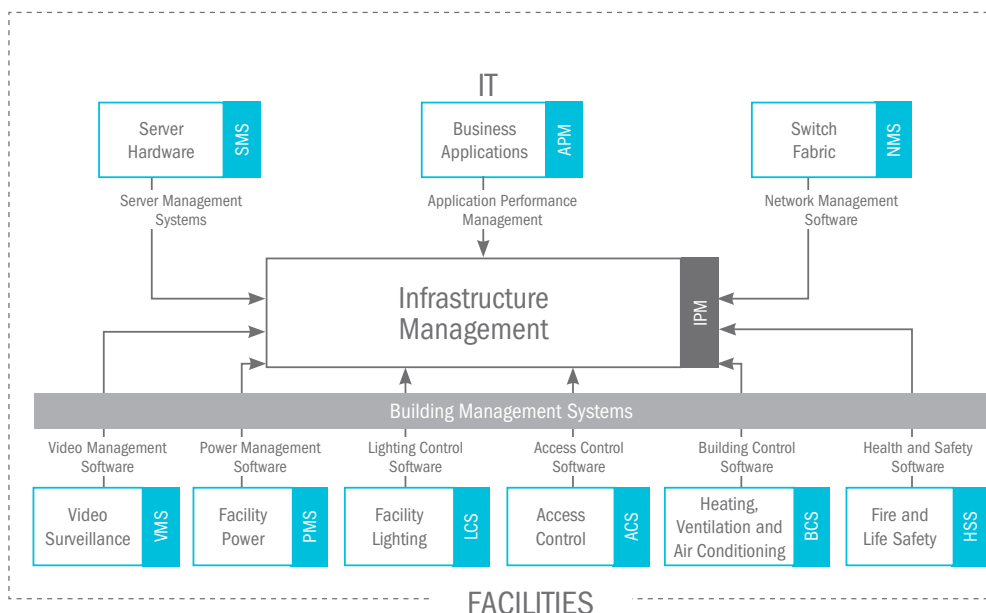 IT
Server
Hardware
SMS
Business
Applications
APM
Switch
Fabric
NMS
Server Management
Systems
Application Performance
Management
Network Management
Software
Infrastructure
Management
IPM
Building Management Systems
Video Management
Software
Power Management
Software
Lighting Control
Software
Access Control
Software
Building Control
Software
Health and Safety
Software
Video
Surveillance
VMS
Facility
Power
PMS
Facility
Lighting
LCS
Access
Control
ACS
Heating,
Ventilation and
Air Conditioning
BCS
Fire and
Life Safety
HSS
FACILITIES